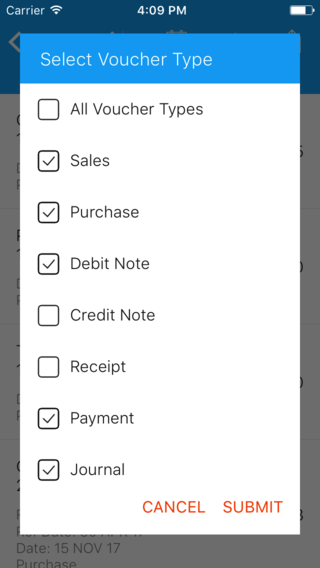 Carrier 4:09 PM
Select Voucher Type
All Voucher Types
Sales
Purchase
Debit Note
Credit Note
Receipt
Payment
Journal
CANCEL SUBMIT
Date: 15 NOV 17
Purchase